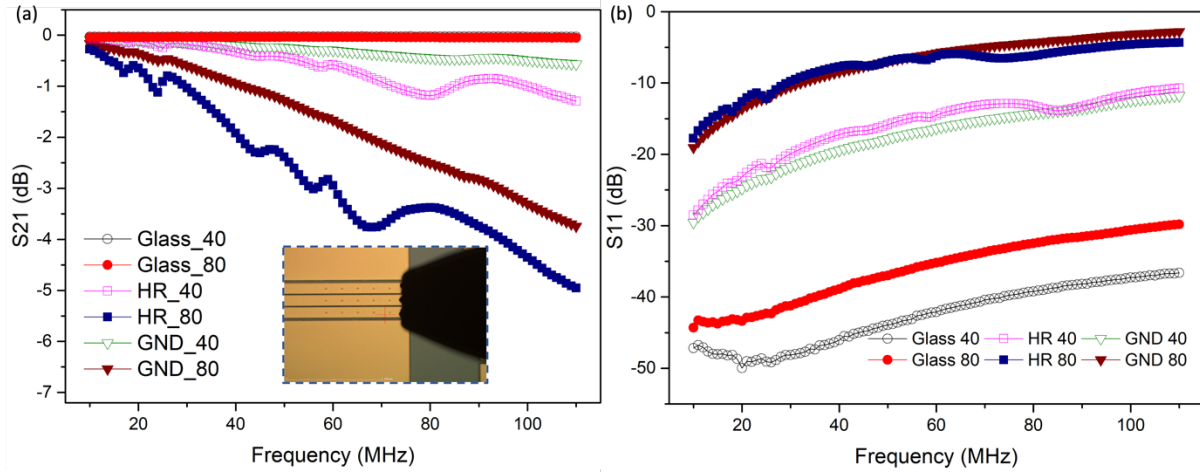 (a)
0
-1
-2
-3
-4
-5
-6
-7
S21 (dB)
Glass_40
Glass_80
HR_40
HR_80
GND_40
GND_80
20 40 60 80 100
Frequency (MHz)
(b)
0
-10
-20
-30
-40
-50
S11 (dB)
Glass 40 HR 40 GND 40
Glass 80 HR 80 GND 80
20 40 60 80 100
Frequency (MHz)